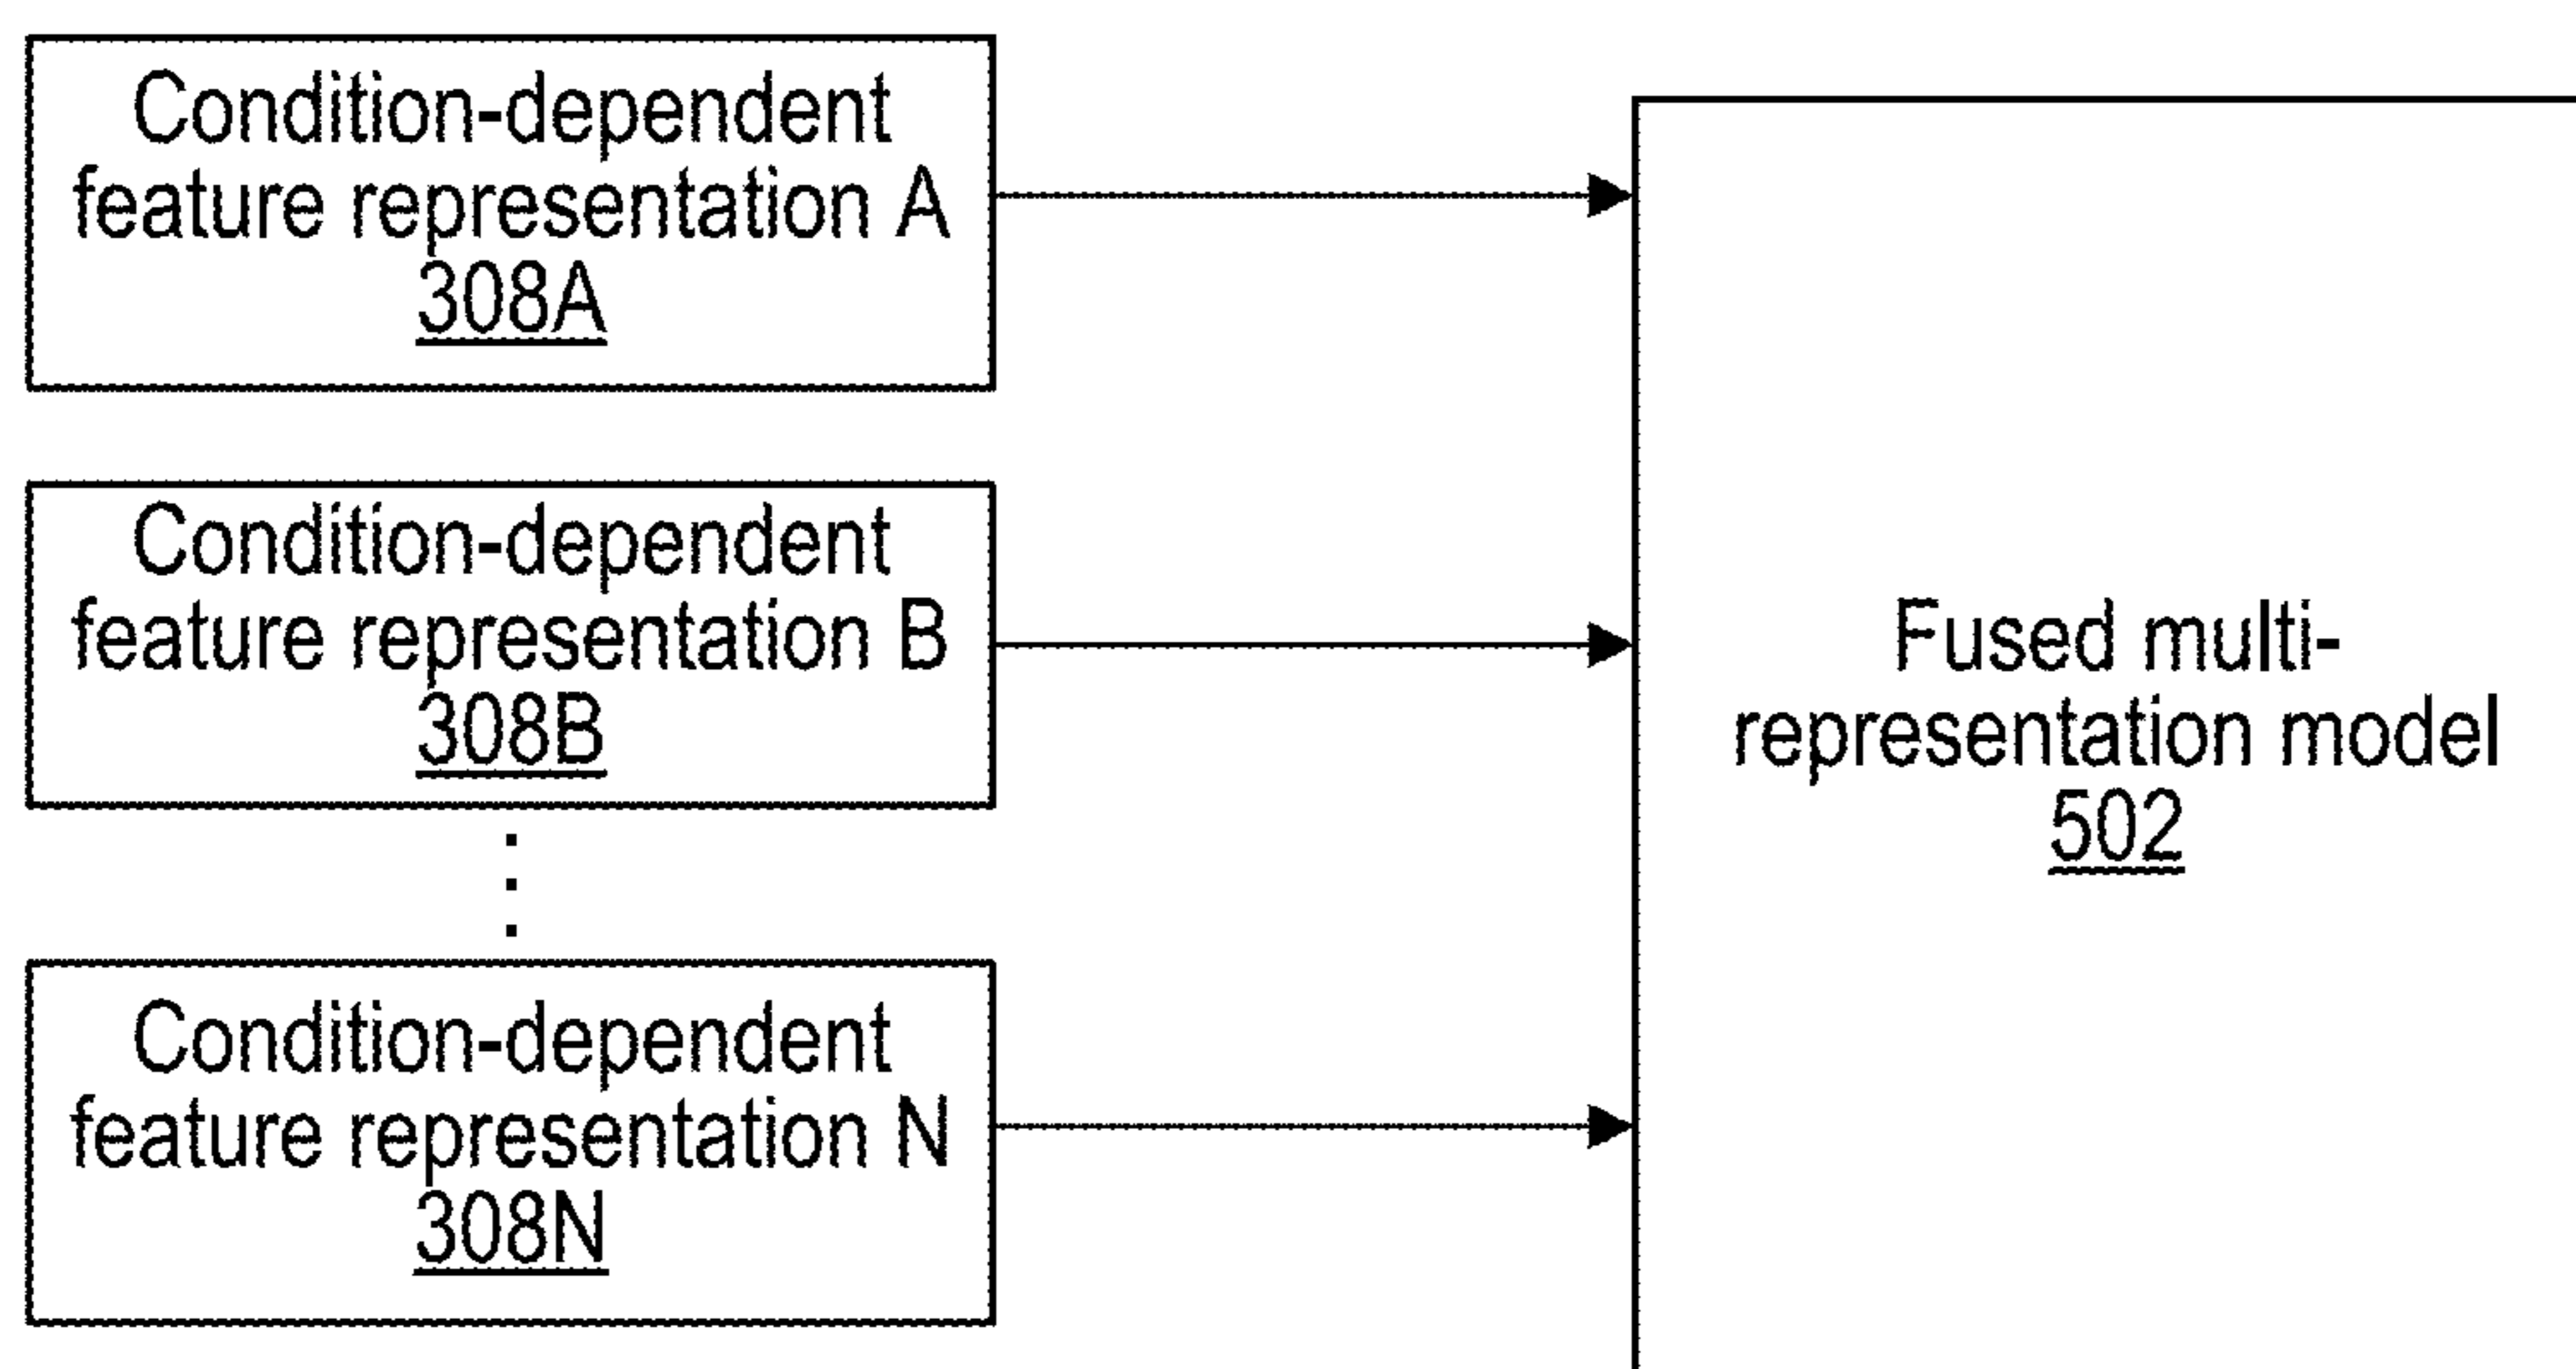 Condition-dependent
feature representation A
308A
Condition-dependent
feature representation B
308B
Condition-dependent
feature representation N
308N
Fused multi-
representation model
502